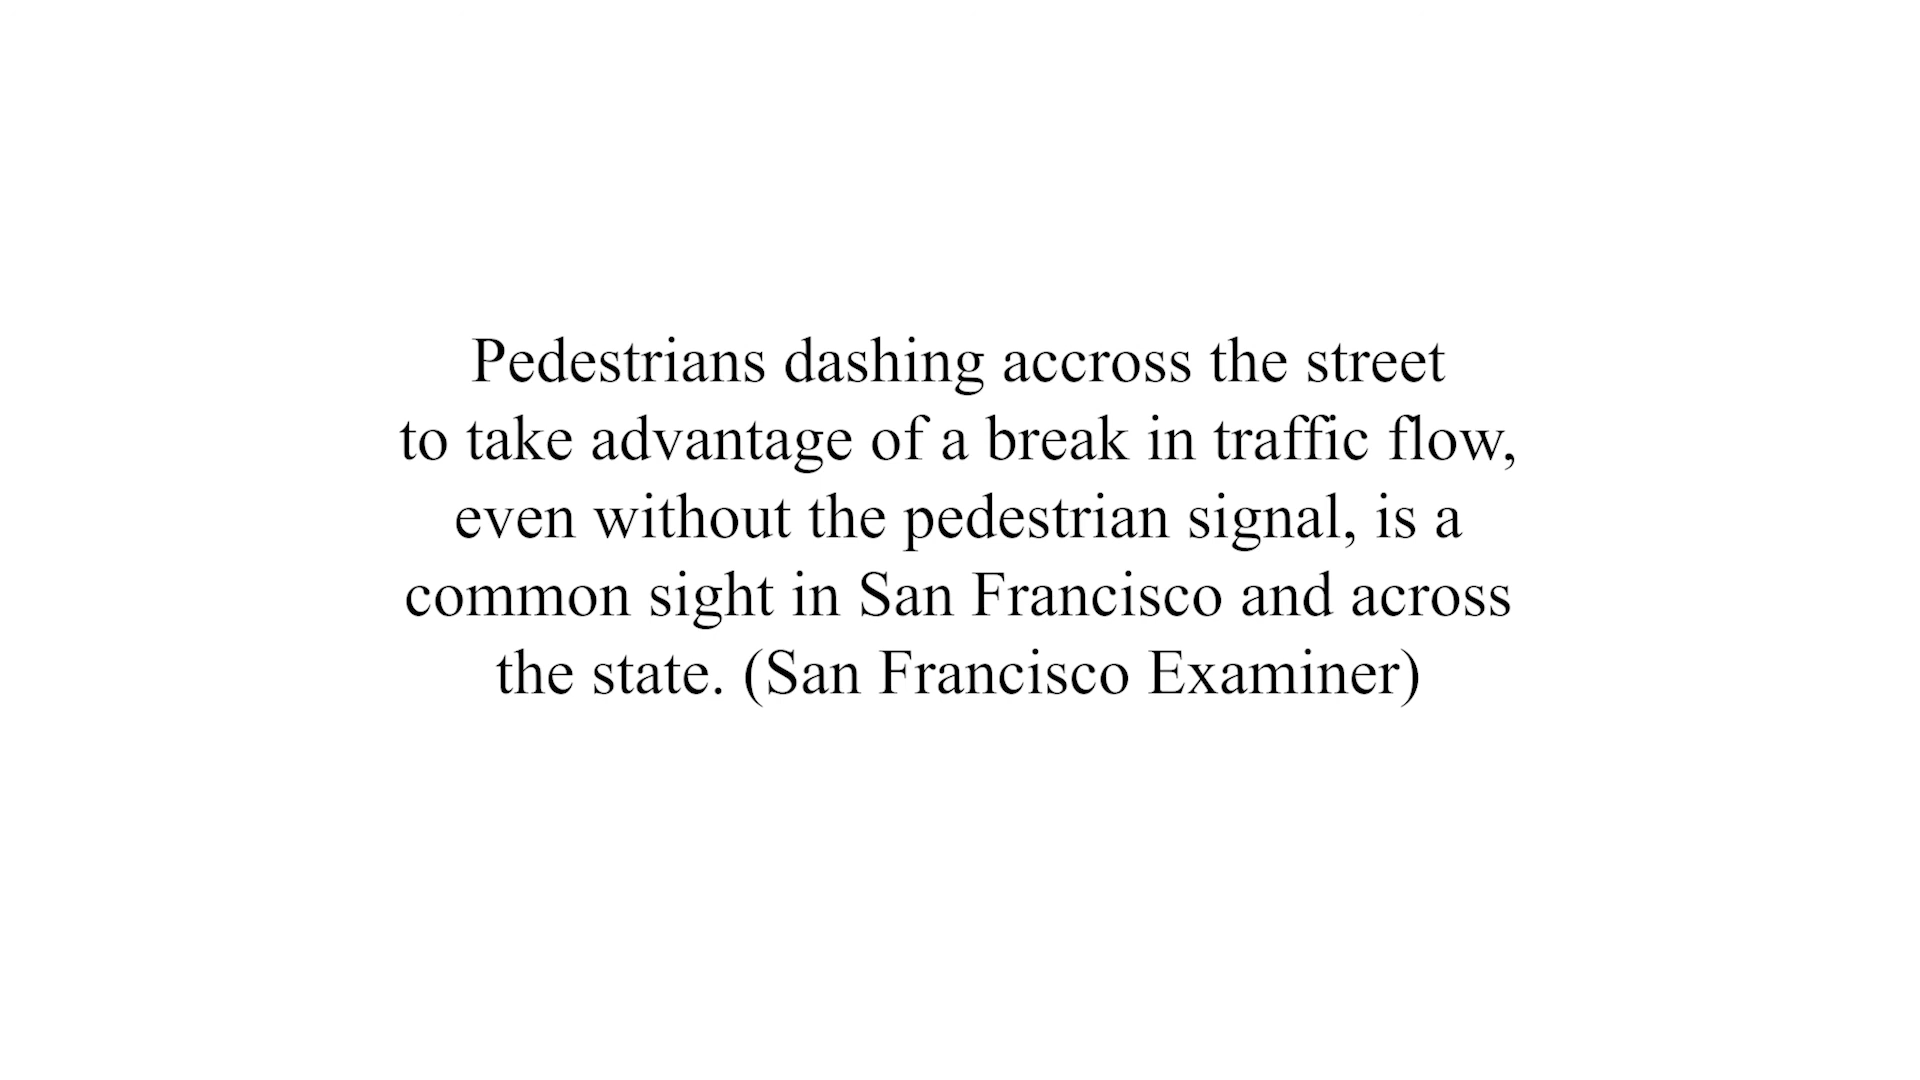 Pedestrians dashing accross the street
to take advantage of a break in traffic flow,
even without the pedestrian signal, is a
common sight in San Francisco and across
the state. (San Francisco Examiner)